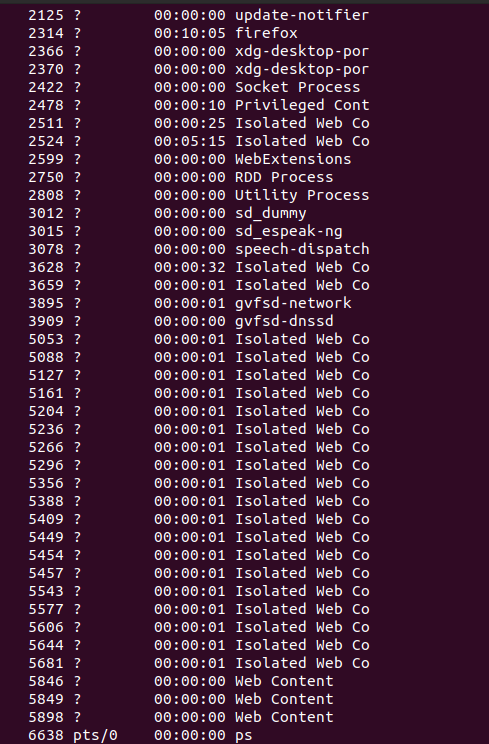 2125 ? 00:00:00 update-notifier
2314 ? 00:10:05 firefox
2366 ? 00:00:00 xdg-desktop-por
2370 ? 00:00:00 xdg-desktop-por
2422 ? 00:00:00 Socket Process
2478 ? 00:00:10 Privileged Cont
2511 ? 00:00:25 Isolated Web Co
2524 ? 00:05:15 Isolated Web Co
2599 ? 00:00:00 WebExtensions
2750 ? 00:00:00 RDD Process
2808 ? 00:00:00 Utility Process
3012 ? 00:00:00 sd_dummy
3015 ? 00:00:00 sd_espeak-ng
3078 ? 00:00:00 speech-dispatch
3628 ? 00:00:32 Isolated Web Co
3659 ? 00:00:01 Isolated Web Co
3895 ? 00:00:01 gvfsd-network
3909 ? 00:00:00 gvfsd-dnssd
5053 ? 00:00:01 Isolated Web Co
5088 ? 00:00:01 Isolated Web Co
5127 ? 00:00:01 Isolated Web Co
5161 ? 00:00:01 Isolated Web Co
5204 ? 00:00:01 Isolated Web Co
5236 ? 00:00:01 Isolated Web Co
5266 ? 00:00:01 Isolated Web Co
5296 ? 00:00:01 Isolated Web Co
5356 ? 00:00:01 Isolated Web Co
5388 ? 00:00:01 Isolated Web Co
5409 ? 00:00:01 Isolated Web Co
5449 ? 00:00:01 Isolated Web Co
5454 ? 00:00:01 Isolated Web Co
5457 ? 00:00:01 Isolated Web Co
5543 ? 00:00:01 Isolated Web Co
5577 ? 00:00:01 Isolated Web Co
5606 ? 00:00:01 Isolated Web Co
5644 ? 00:00:01 Isolated Web Co
5681 ? 00:00:01 Isolated Web Co
5846 ? 00:00:00 Web Content
5849 ? 00:00:00 Web Content
5898 ? 00:00:00 Web Content
6638 pts/0 00:00:00 ps